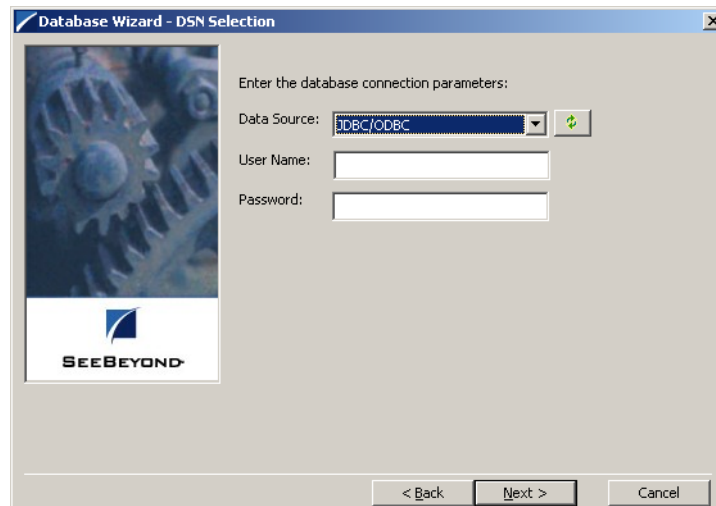 Database Wizard - DSN Selection
Enter the database connection parameters:
Data Source:
JDBC/ODBC
User Name:
Password:
SEEBEYOND
< Back
Next >
Cancel